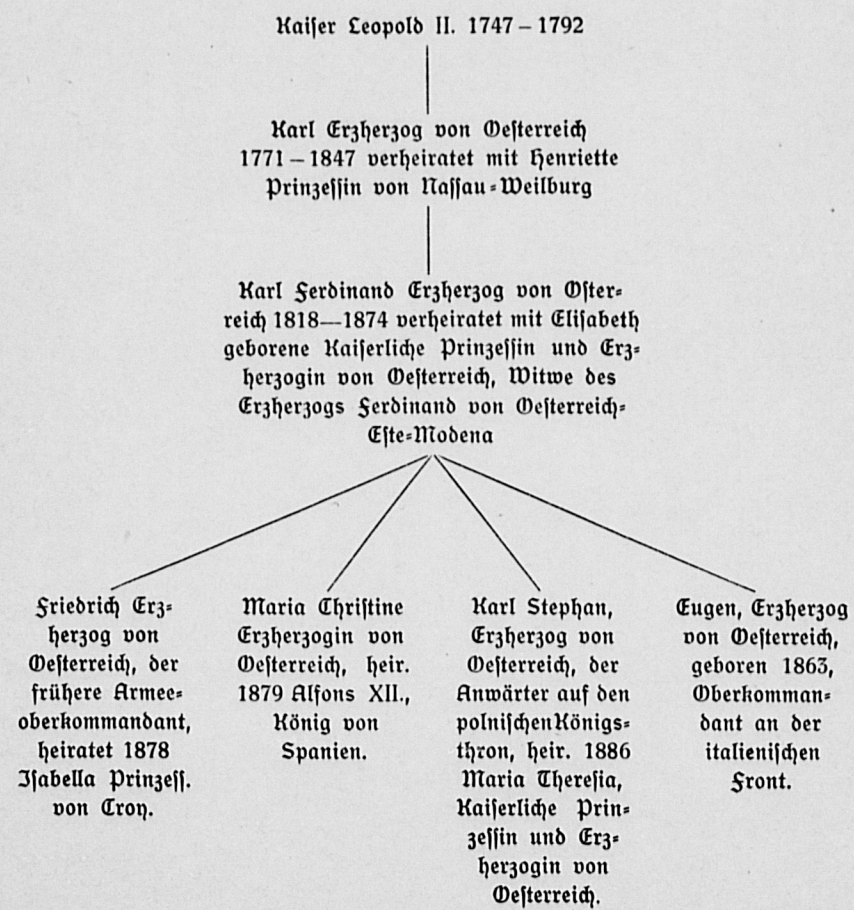 Kaiſer Leopold II. 1747 – 1792
Karl Erzherzog von Oeſterreich
1771 – 1847 verheiratet mit Henriette
Prinzeſſin von Naſſau-Weilburg
Karl Ferdinand Erzherzog von Oſter-
reich 1818—1874 verheiratet mit Eliſabeth
geborene Kaiſerliche Prinzeſſin und Erz-
herzogin von Oeſterreich, Witwe des
Erzherzogs Ferdinand von Oeſterreich-
Eſte-Modena
Friedrich Erz-
herzog von
Oeſterreich, der
frühere Armee-
oberkommandant,
heiratet 1878
Iſabella Prinzeſſ.
von Croy.
Maria Chriſtine
Erzherzogin von
Oeſterreich, heir.
1879 Alfons XII.,
König von
Spanien.
Karl Stephan,
Erzherzog von
Oeſterreich, der
Anwärter auf den
polniſchen Königs-
thron, heir. 1886
Maria Thereſia,
Kaiſerliche Prin-
zeſſin und Erz-
herzogin von
Oeſterreich.
Eugen, Erzherzog
von Oeſterreich,
geboren 1863,
Oberkomman-
dant an der
italieniſchen
Front.